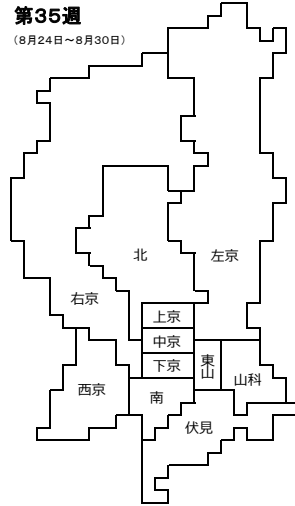 第35週
（8月24日～8月30日）
北
左京
右京
上京
中京
下京
東山
山科
西京
南
伏見